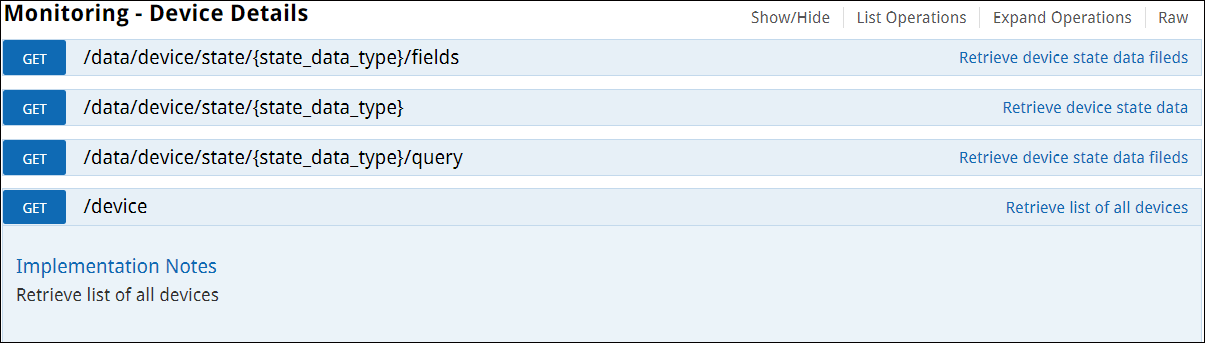 Monitoring - Device Details Show/Hide List Operations Expand Operations Raw
GET /data/device/state/{state_data_type}/fields Retrieve device state data fileds
GET /data/device/state/{state_data_type} Retrieve device state data
GET /data/device/state/{state_data_type}/query Retrieve device state data fileds
GET /device Retrieve list of all devices
Implementation Notes
Retrieve list of all devices